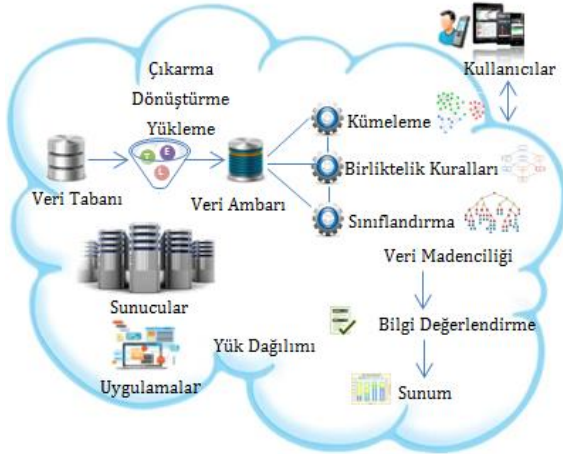 Çıkarma
Dönüştürme
Yükleme
T
E
L
Veri Tabanı
Veri Ambarı
Kullanıcılar
Kümeleme
Birliktelik Kuralları
Sınıflandırma
Veri Madenciliği
Sunucular
Uygulamalar
Yük Dağılımı
Bilgi Değerlendirme
Sunum